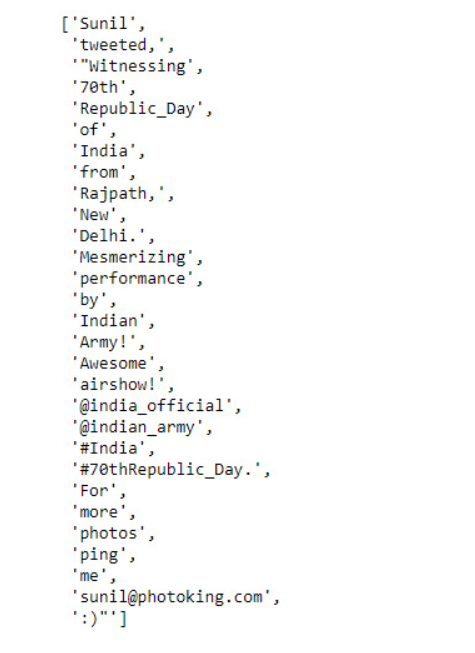 ['Sunil',
'tweeted,',
'"Witnessing',
'70th',
'Republic_Day',
'of',
'India',
'from',
'Rajpath,',
'New',
'Delhi.',
'Mesmerizing',
'performance',
'by',
'Indian',
'Army!',
'Awesome',
'airshow!',
'@india_official',
'@indian_army',
'#India',
'#70thRepublic_Day.',
'For',
'more',
'photos',
'ping',
'me',
'sunil@photoking.com',
':)"']